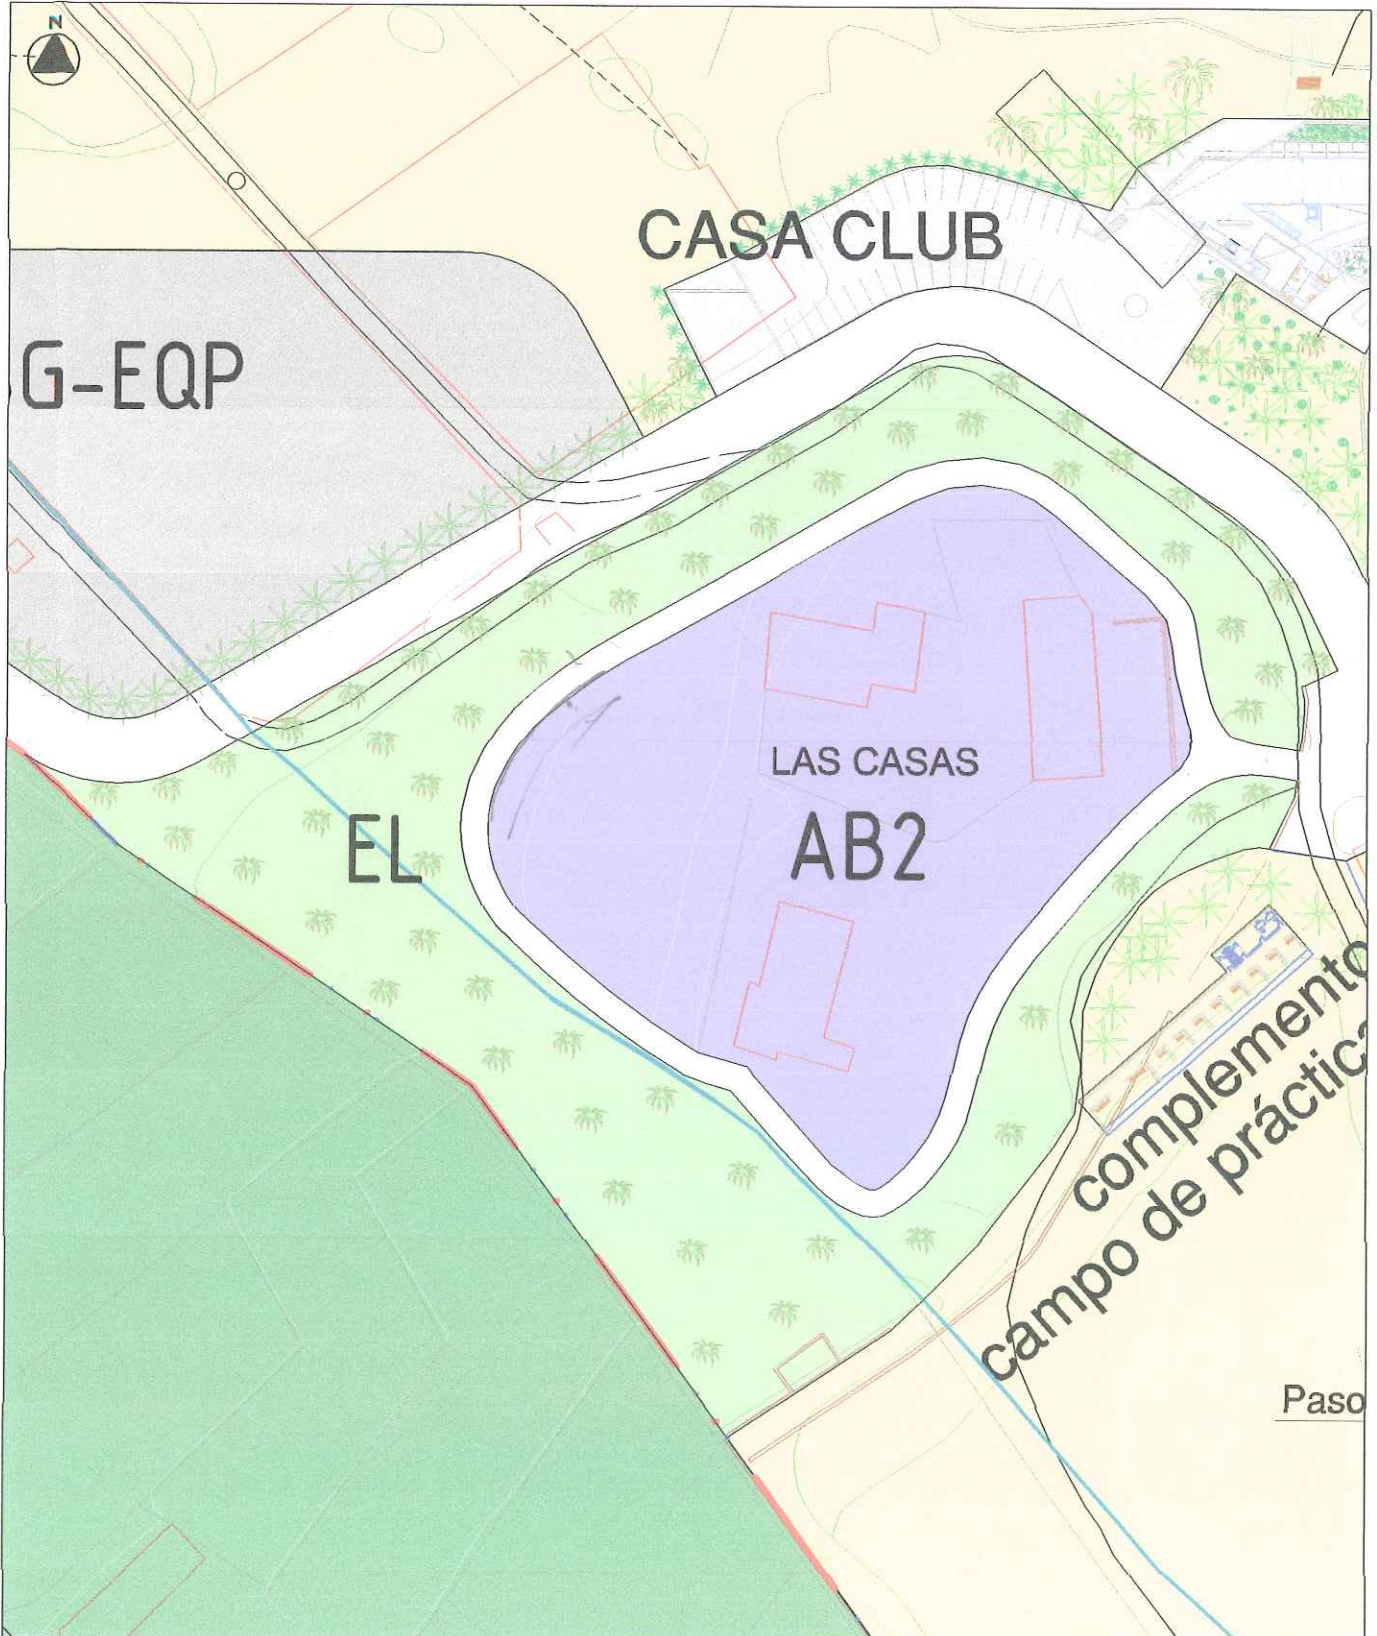 N
CASA CLUB
G-EQP
LAS CASAS
EL
AB2
complemento
campo de práctica
Paso